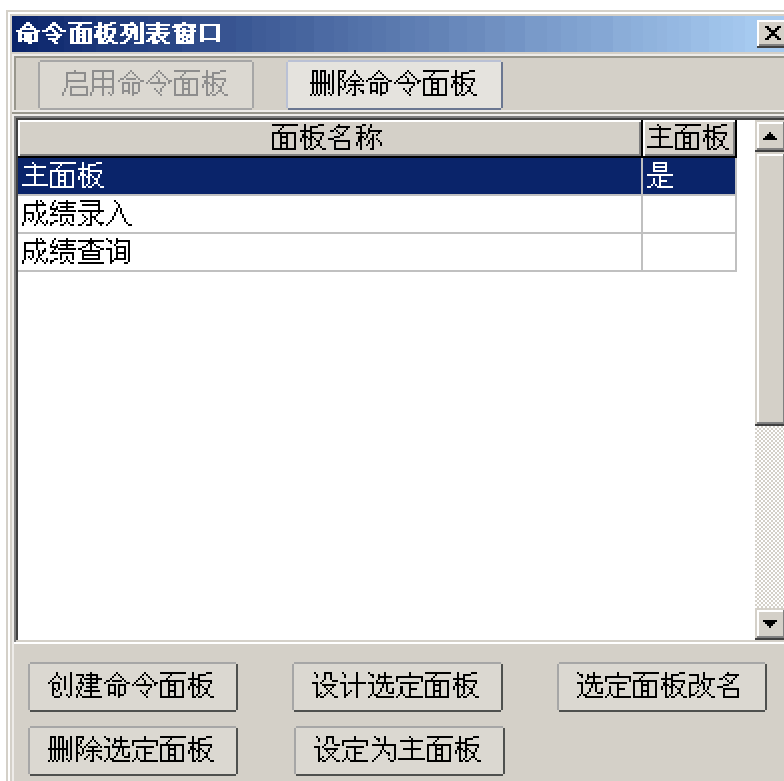 命令面板列表窗口
启用命令面板 删除命令面板
面板名称 主面板
主面板 是
成绩录入
成绩查询
创建命令面板 设计选定面板 选定面板改名
删除选定面板 设定为主面板